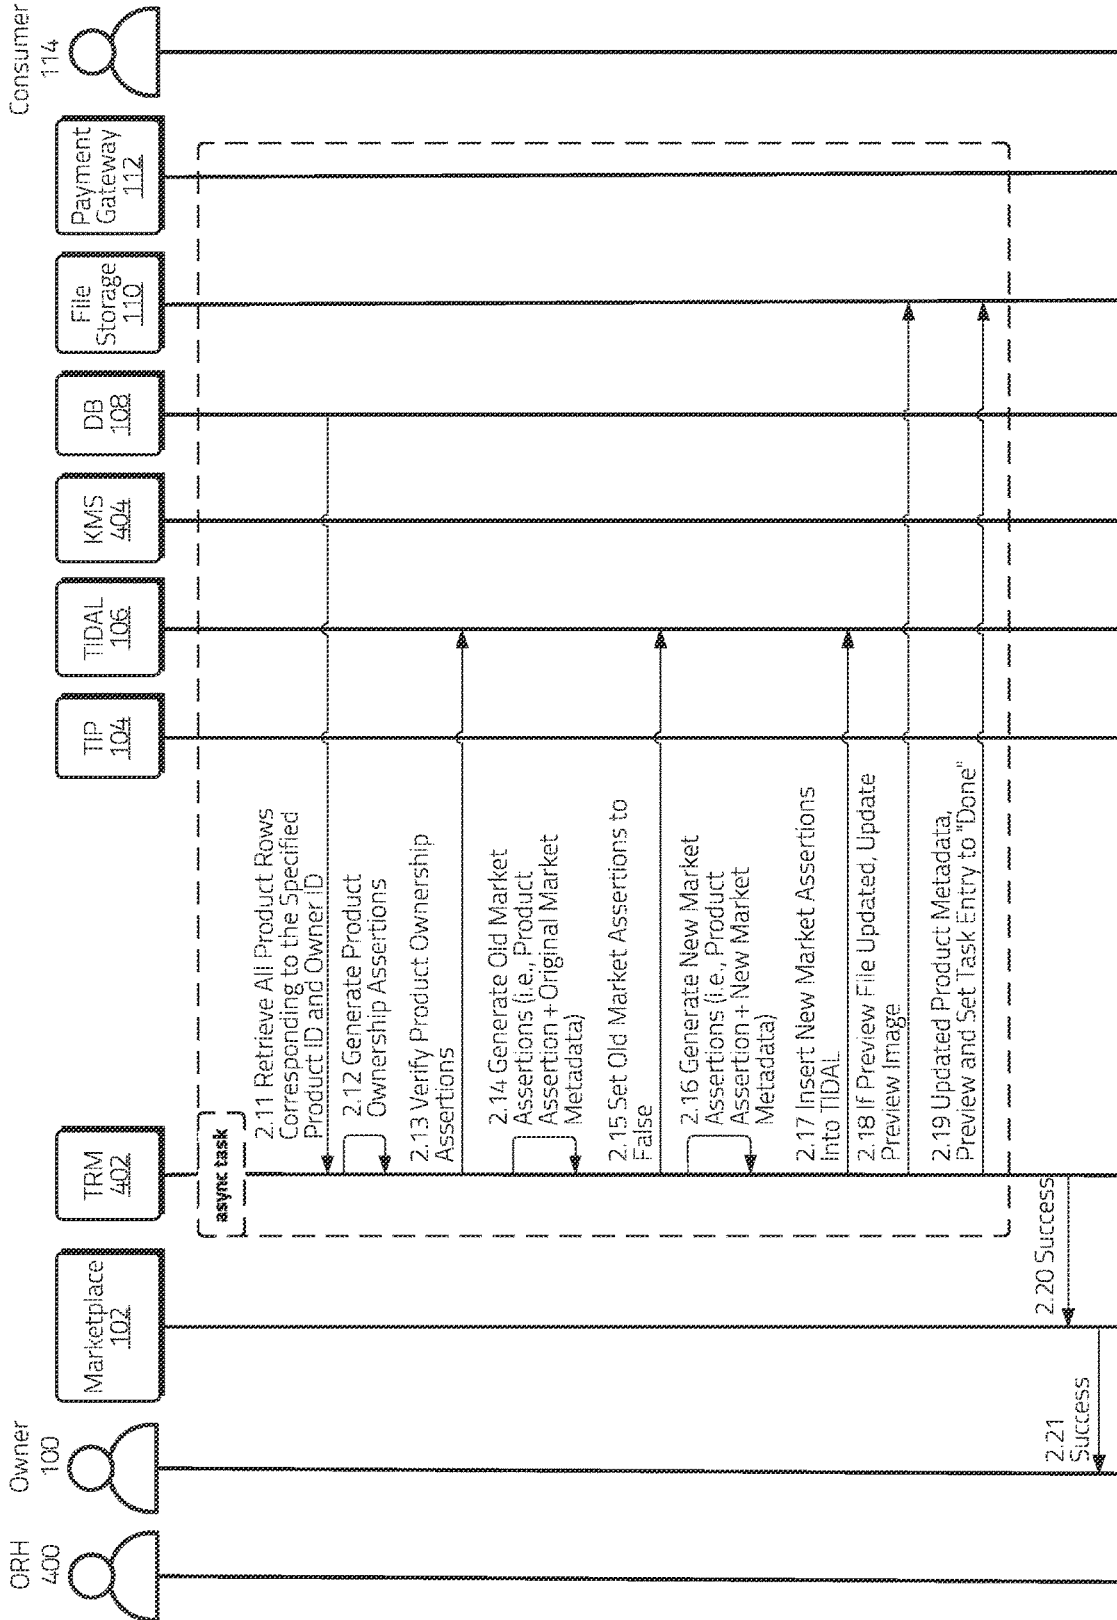 ORH
400
Owner
100
Marketplace
102
TRM
402
TIP
104
TIDAL
106
KMS
404
DB
108
File
Storage
110
Payment
Gateway
112
Consumer
114
async task
2.11 Retrieve All Product Rows
Corresponding to the Specified
Product ID and Owner ID
2.12 Generate Product
Ownership Assertions
2.13 Verify Product Ownership
Assertions
2.14 Generate Old Market
Assertions (i.e., Product
Assertion + Original Market
Metadata)
2.15 Set Old Market Assertions to
False
2.16 Generate New Market
Assertions (i.e., Product
Assertion + New Market
Metadata)
2.17 Insert New Market Assertions
Into TIDAL
2.18 If Preview File Updated, Update
Preview Image
2.19 Updated Product Metadata,
Preview and Set Task Entry to "Done"
2.20 Success
2.21
Success